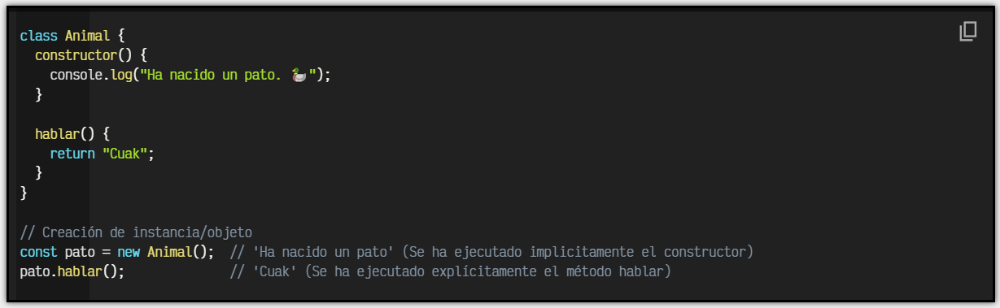 class Animal {
  constructor() {
    console.log("Ha nacido un pato. 🦆");
  }

  hablar() {
    return "Cuak";
  }
}

// Creación de instancia/objeto
const pato = new Animal();  // 'Ha nacido un pato' (Se ha ejecutado implicitamente el constructor)
pato.hablar();              // 'Cuak' (Se ha ejecutado explícitamente el método hablar)